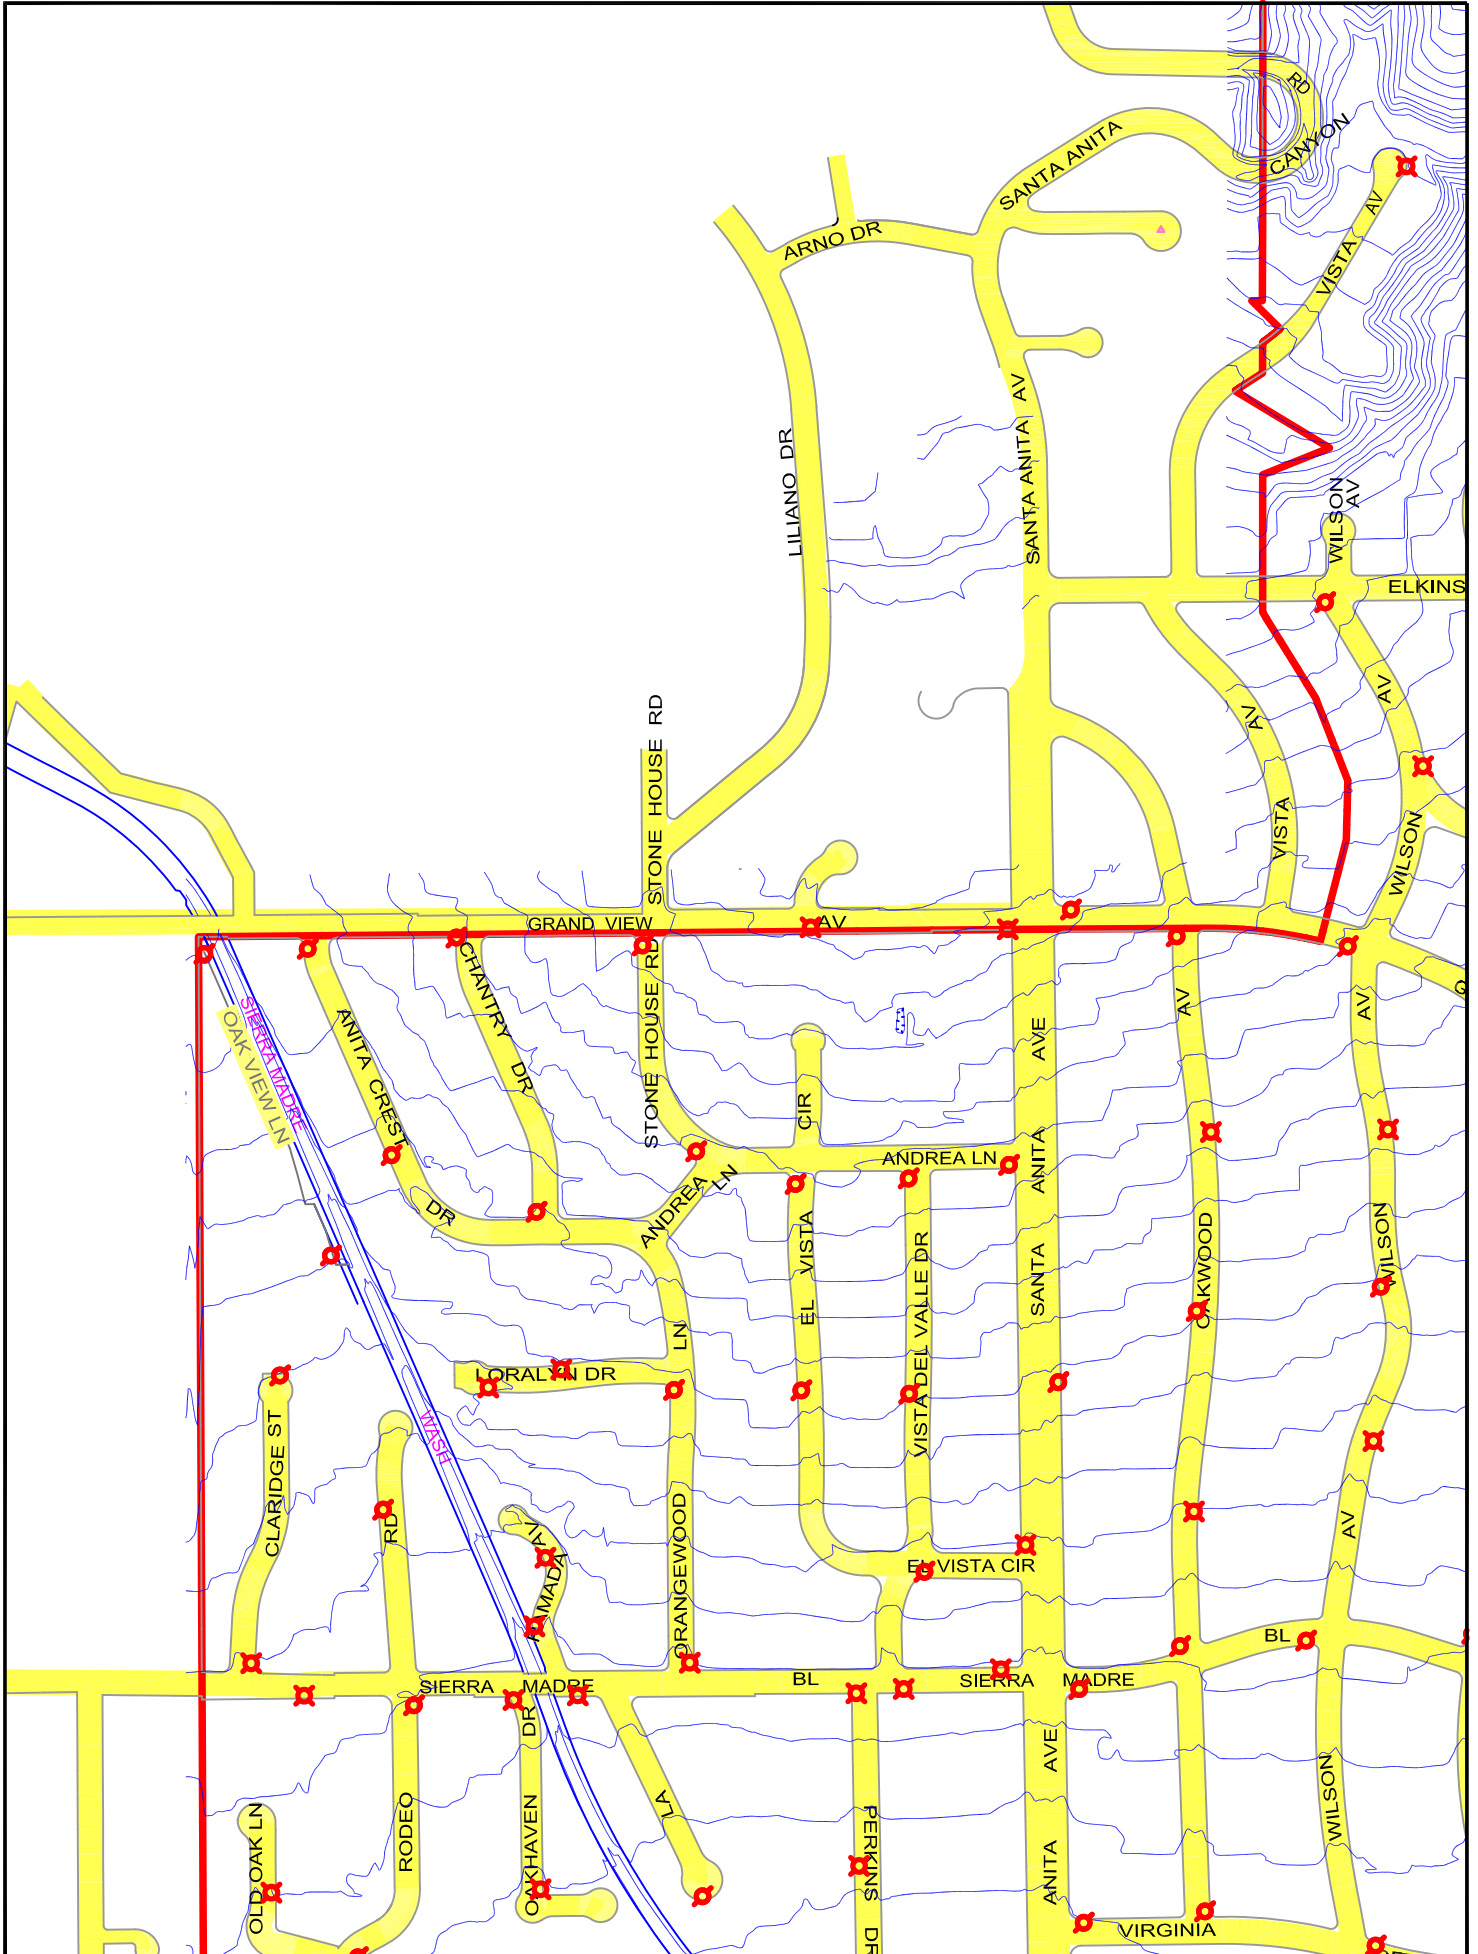 RD
CANYON
SANTA ANITA
AV
VISTA
ARNO DR
AV
SANTA ANITA
LILIANO DR
WILSON
AV
ELKINS
AV
STONE HOUSE RD
AV
VISTA
WILSON
GRAND VIEW
AV
STONE HOUSE RD
CHANTRY DR
ANITA CREST
DR
SIERRA MADRE
OAK VIEW LN
WASH
AV
AV
G
SANTA ANITA AVE
CIR
ANDREA LN
ANDREA
LN
EL VISTA
VISTA DEL VALLE DR
OAKWOOD
WILSON
LN
LORALYN DR
CLARIDGE ST
RD
ORANGEWOOD
AV
EL VISTA CIR
BL
SIERRA MADRE
BL
SIERRA MADRE
DR
AVE
OLD OAK LN
RODEO
OAKHAVEN
LA
PERKINS DR
ANITA
WILSON
VIRGINIA